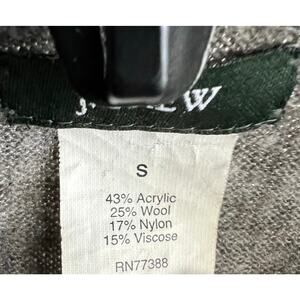 S
43% Acrylic
25% Wool
17% Nylon
15% Viscose
RN77388